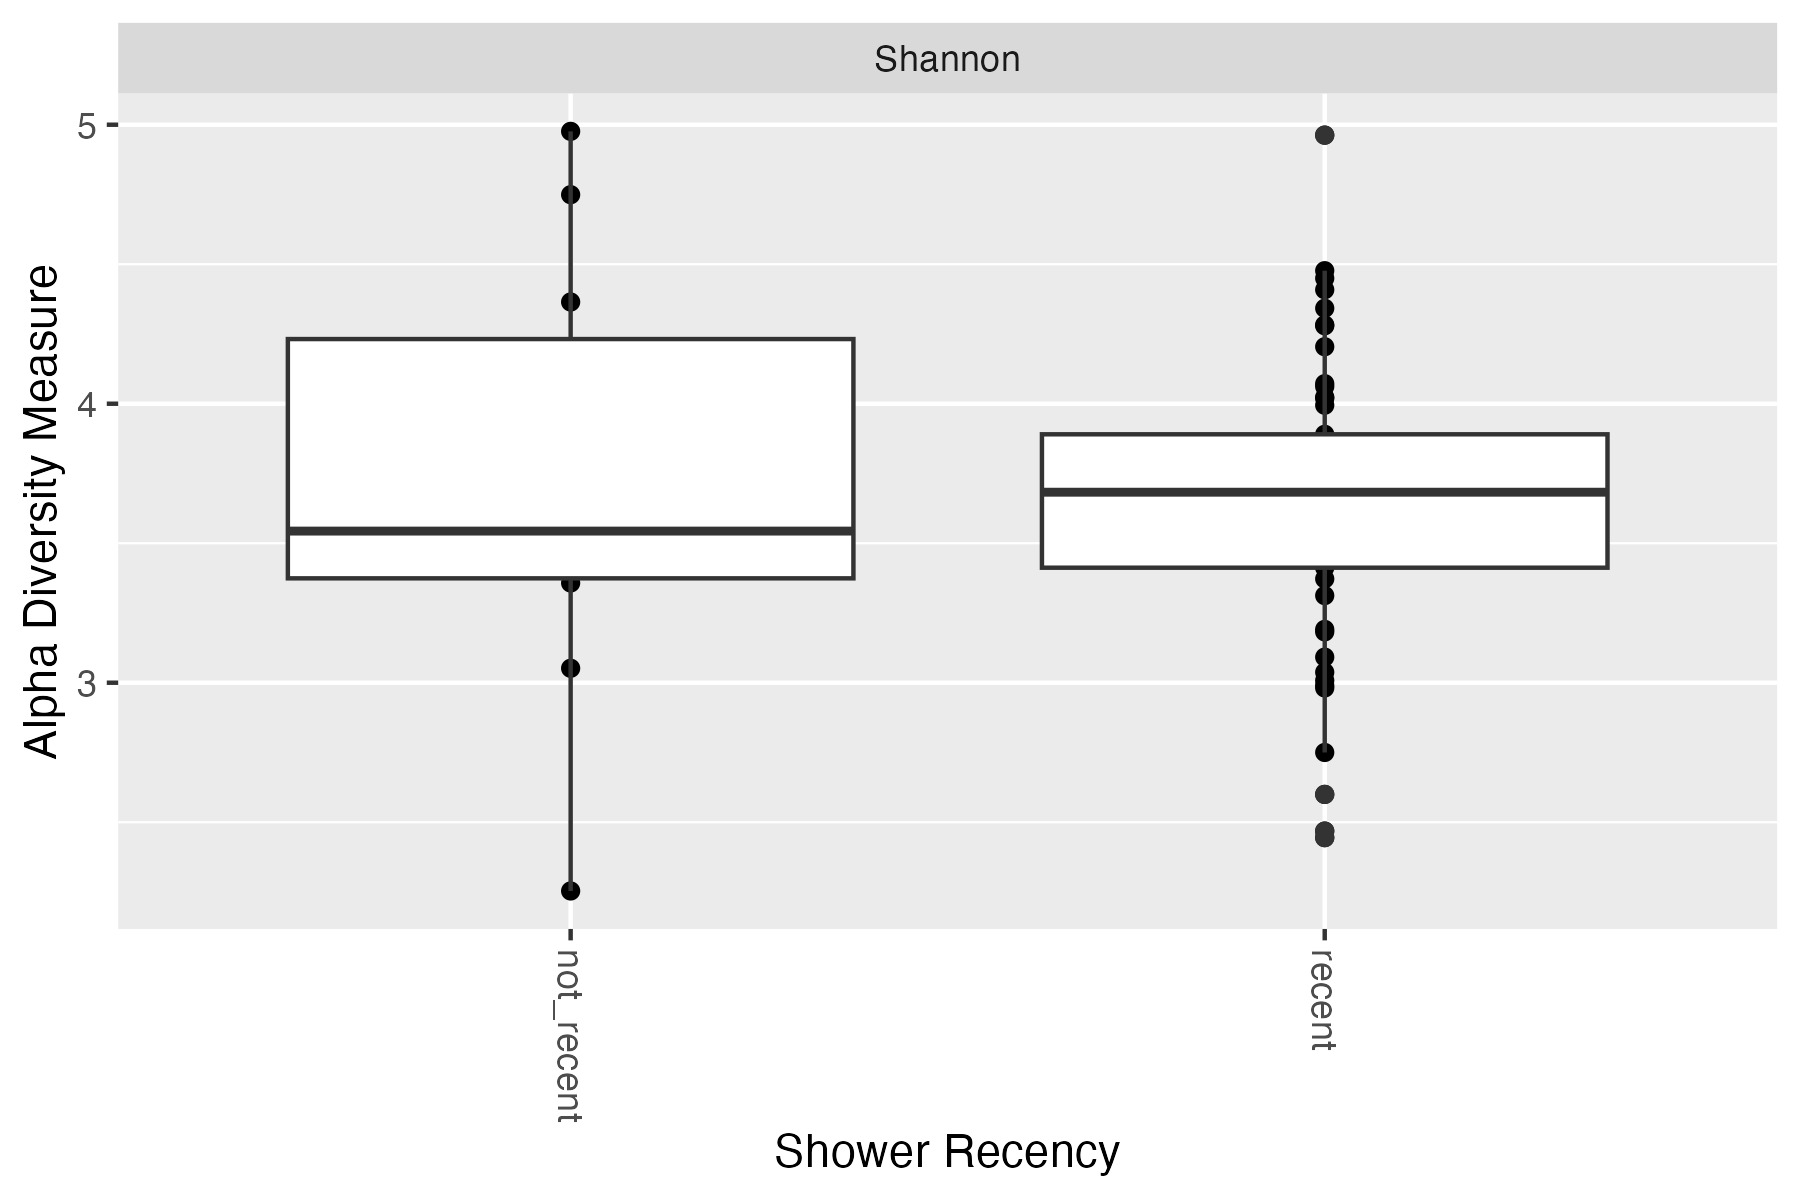 Shannon
Alpha Diversity Measure
5
4
3
not_recent
recent
Shower Recency